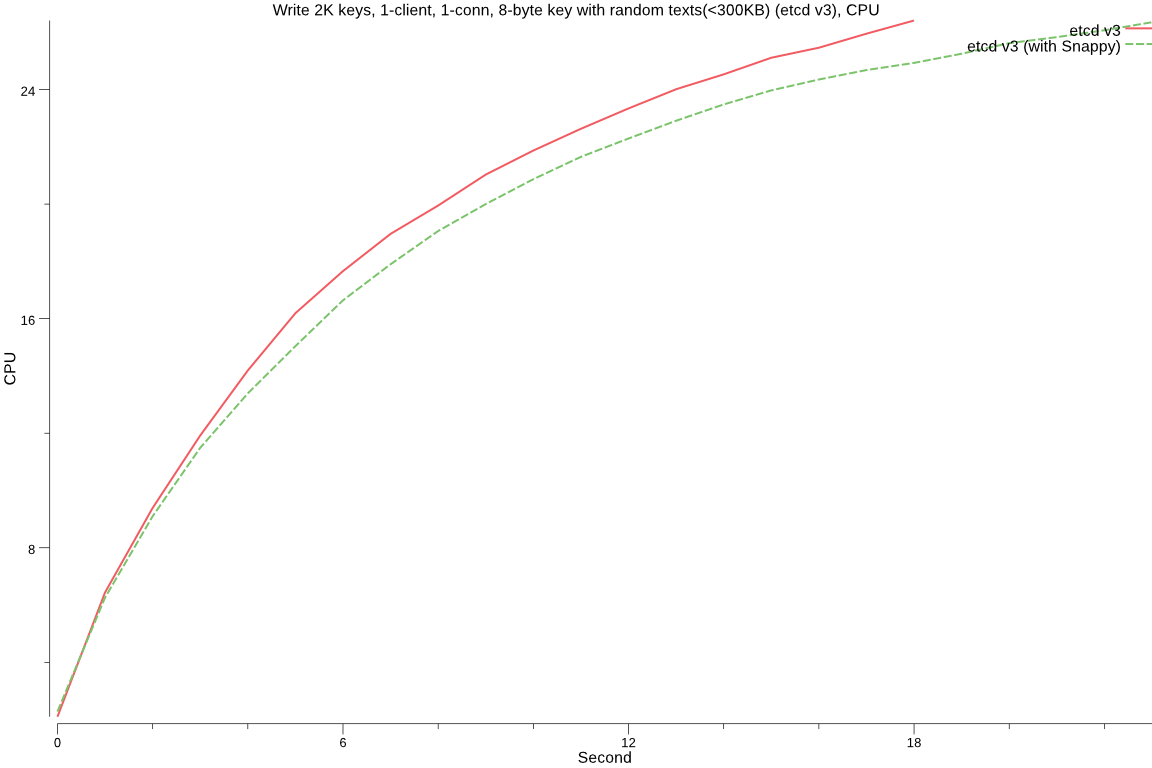 Write 2K keys, 1-client, 1-conn, 8-byte key with random texts(<300KB) (etcd v3), CPU
etcd v3
etcd v3 (with Snappy)
24
16
8
CPU
0
6
12
18
Second